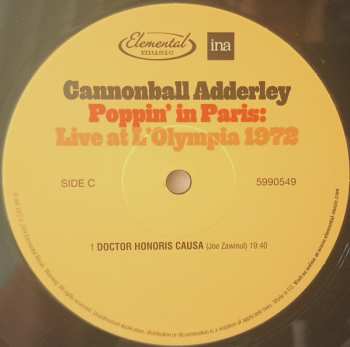 Elemental
music
ina
Cannonball Adderley
Poppin' in Paris:
Live at L'Olympia 1972
SIDE C
5990549
1 DOCTOR HONORIS CAUSA (Joe Zawinul) 19:40